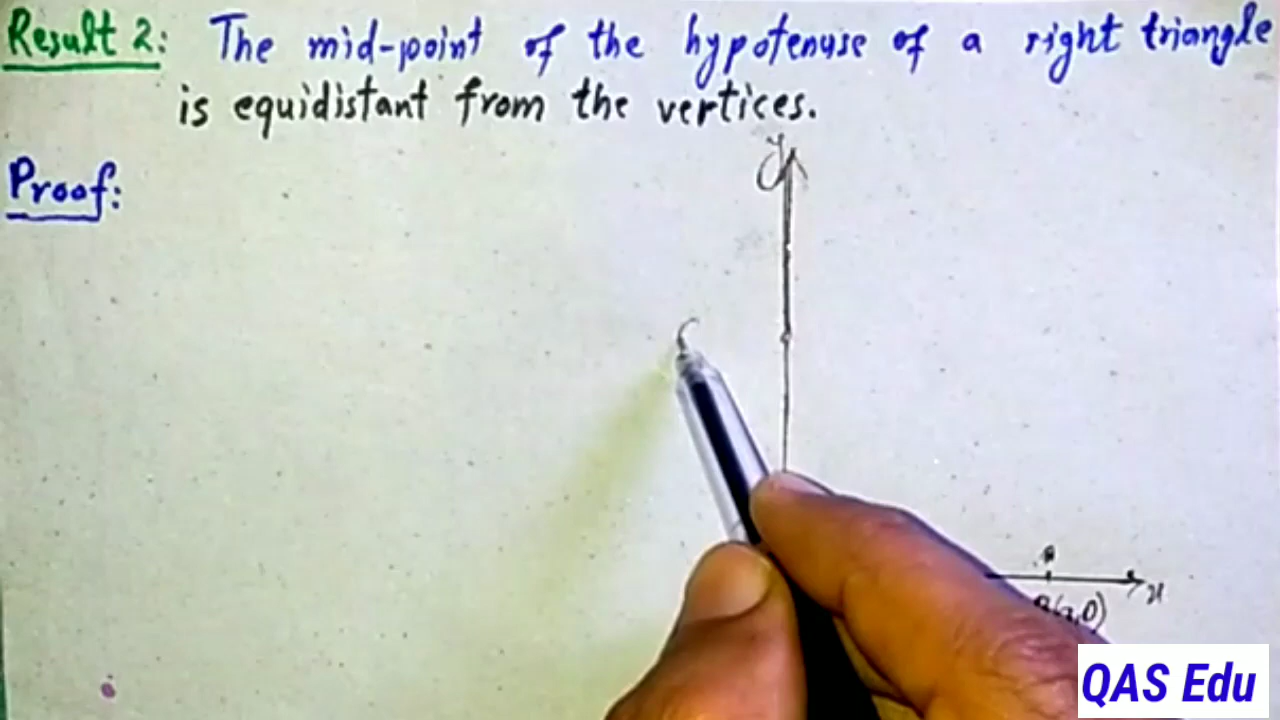 Result 2: The mid-point of the hypotenuse of a right triangle
is equidistant from the vertices.
Proof:
y
x
B(a,0)
QAS Edu